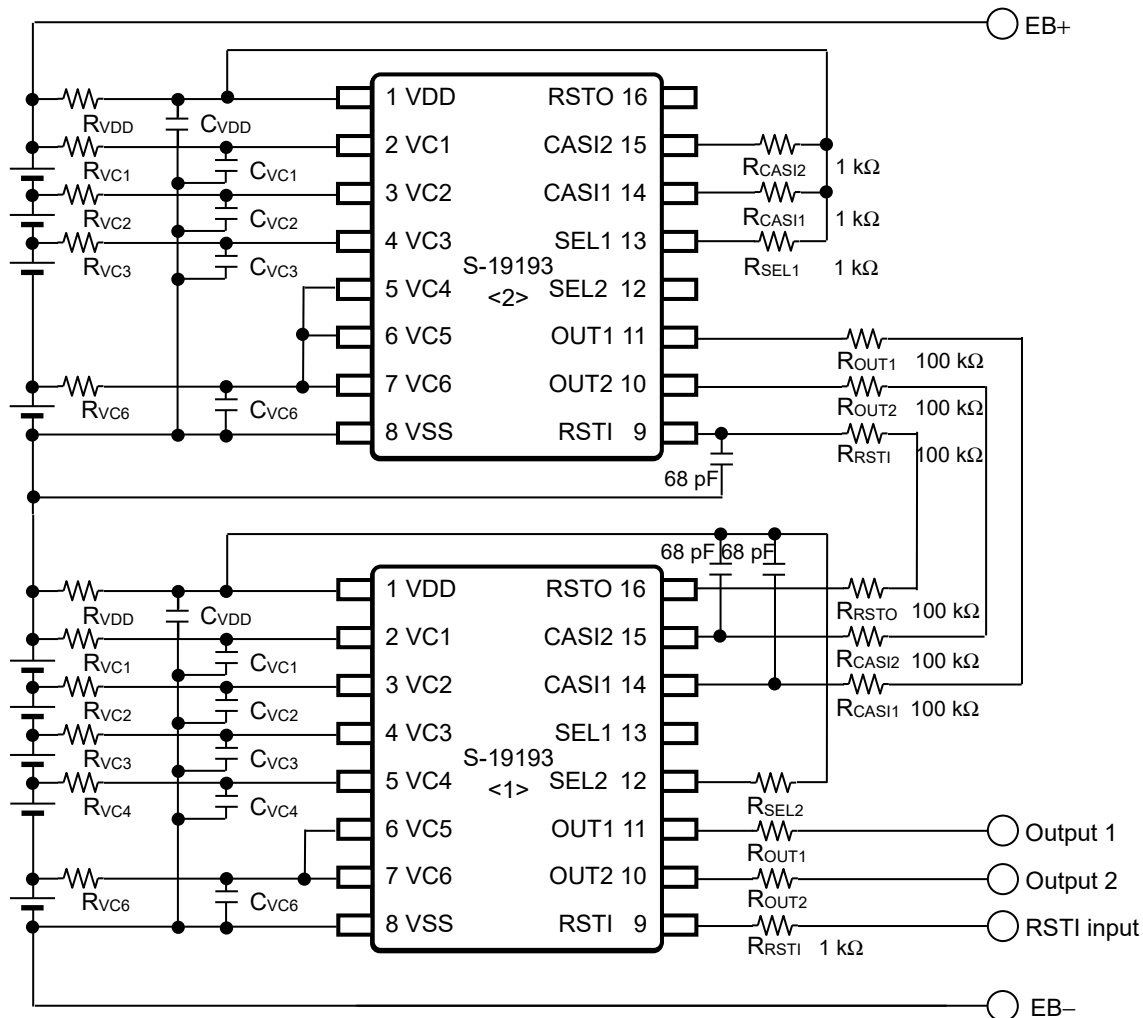 EB+
1 VDD
RSTO 16
RVDD
CVDD
2 VC1
CASI2 15
RVC1
CVC1
RCASI2
1 kΩ
3 VC2
CASI1 14
RVC2
CVC2
RCASI1
1 kΩ
4 VC3
SEL1 13
RVC3
CVC3
RSEL1
1 kΩ
S-19193
<2>
5 VC4
SEL2 12
6 VC5
OUT1 11
ROUT1
100 kΩ
7 VC6
OUT2 10
RVC6
CVC6
ROUT2
100 kΩ
8 VSS
RSTI 9
RRSTI
100 kΩ
68 pF
68 pF
68 pF
1 VDD
RSTO 16
RVDD
CVDD
RRSTO
100 kΩ
2 VC1
CASI2 15
RVC1
CVC1
RCASI2
100 kΩ
3 VC2
CASI1 14
RVC2
CVC2
RCASI1
100 kΩ
4 VC3
SEL1 13
RVC3
CVC3
S-19193
<1>
5 VC4
SEL2 12
RVC4
CVC4
RSEL2
6 VC5
OUT1 11
Output 1
ROUT1
7 VC6
OUT2 10
Output 2
RVC6
CVC6
ROUT2
8 VSS
RSTI 9
RSTI input
RRSTI
1 kΩ
EB−